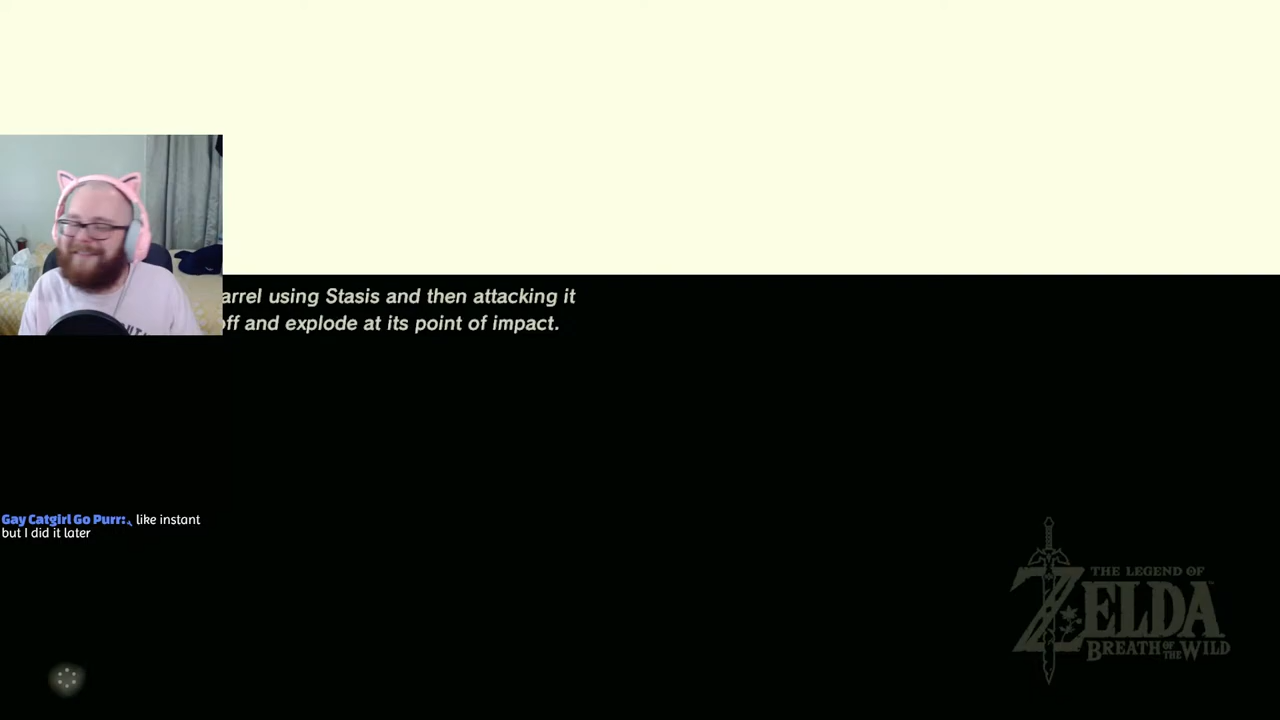 arrel using Stasis and then attacking it
off and explode at its point of impact.
Gay Catgirl Go Purr: like instant
but I did it later
THE LEGEND OF
ZELDA
BREATH OF THE WILD